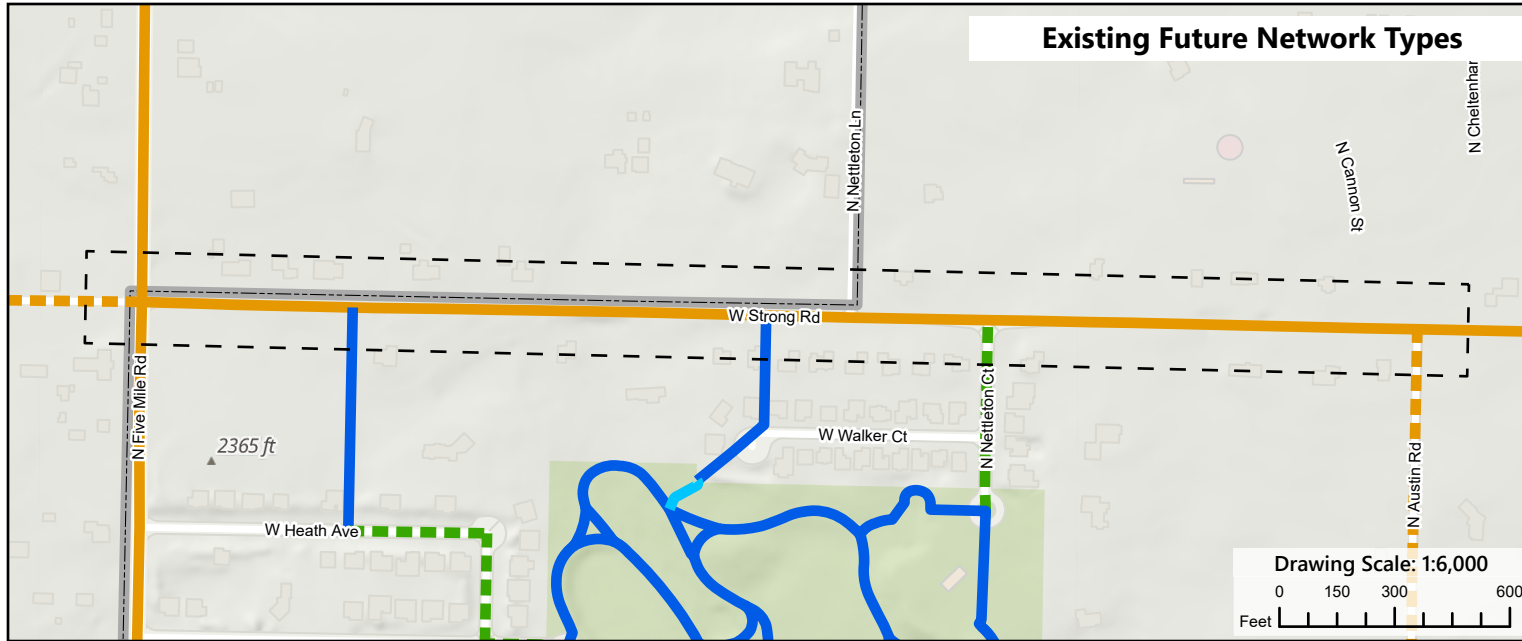 Existing Future Network Types
N Nettleton Ln
N Cannon St
W Strong Rd
N Five Mile Rd
2365 ft
W Walker Ct
N Nettleton Ct
N Austin Rd
W Heath Ave
Drawing Scale: 1:6,000
0 150 300 600
Feet